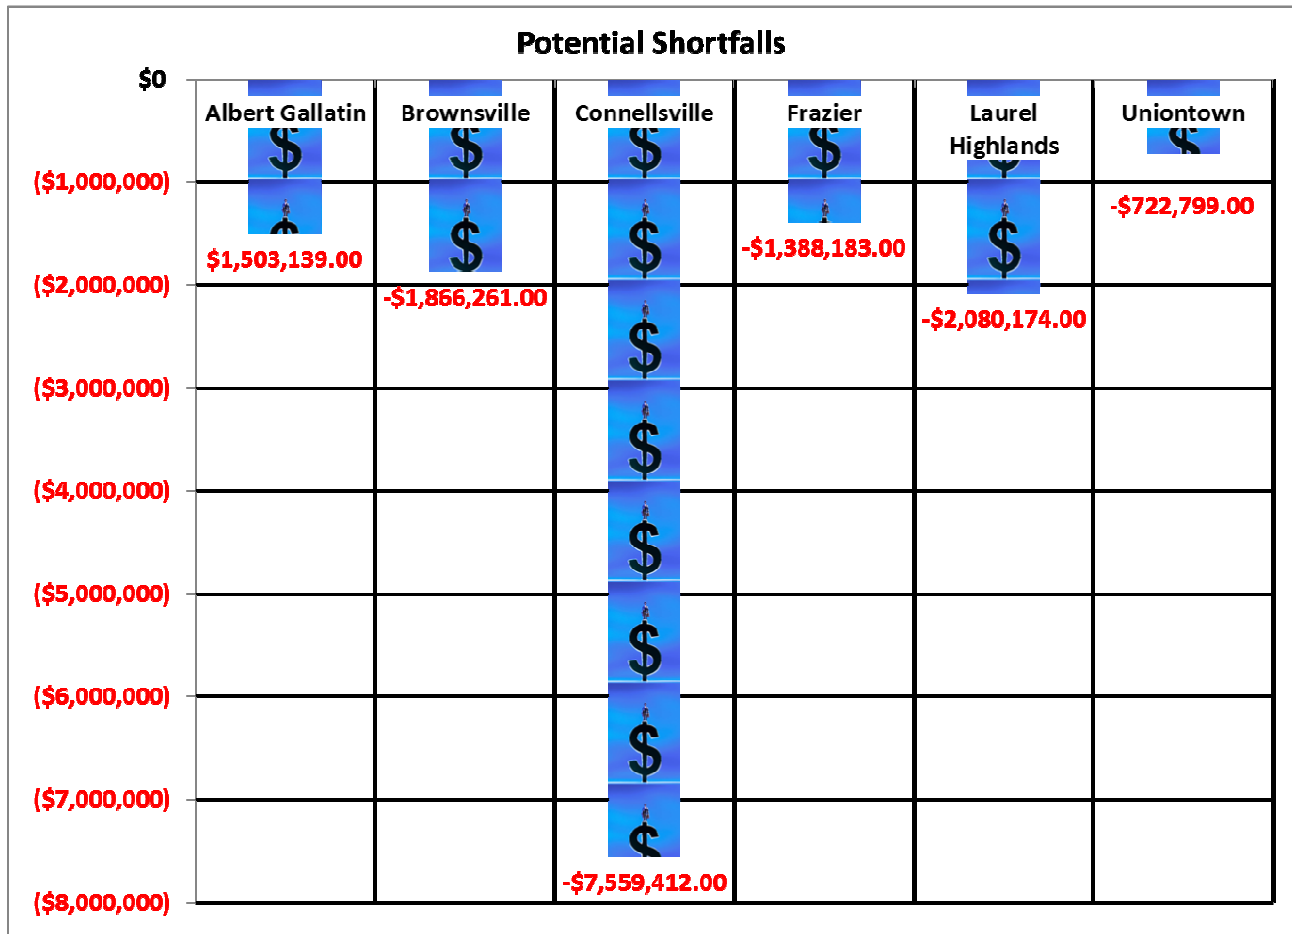 Potential Shortfalls
$0
Albert Gallatin
Brownsville
Connellsville
Frazier
Laurel
Highlands
Uniontown
($1,000,000)
($2,000,000)
($3,000,000)
($4,000,000)
($5,000,000)
($6,000,000)
($7,000,000)
($8,000,000)
$1,503,139.00
-$1,866,261.00
-$7,559,412.00
-$1,388,183.00
-$2,080,174.00
-$722,799.00